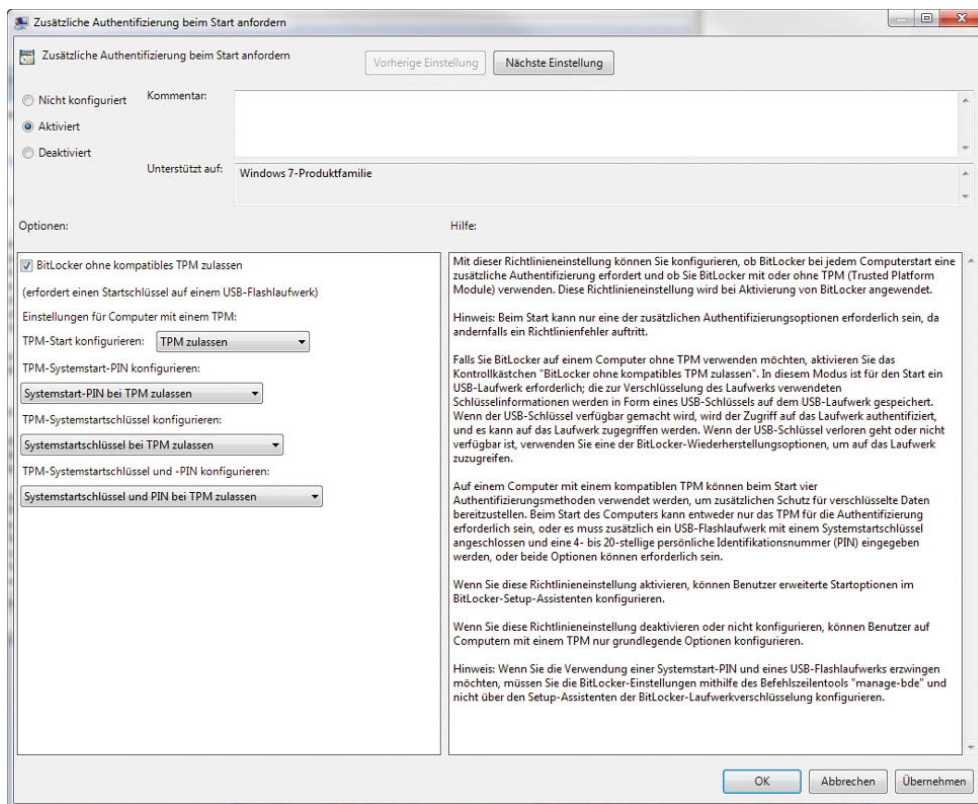 Zusätzliche Authentifizierung beim Start anfordern
Zusätzliche Authentifizierung beim Start anfordern
Vorherige Einstellung
Nächste Einstellung
Nicht konfiguriert
Kommentar:
Aktiviert
Deaktiviert
Unterstützt auf:
Windows 7-Produktfamilie
Optionen:
Hilfe:
BitLocker ohne kompatibles TPM zulassen
(erfordert einen Startschlüssel auf einem USB-Flashlaufwerk)
Einstellungen für Computer mit einem TPM:
TPM-Start konfigurieren:
TPM zulassen
TPM-Systemstart-PIN konfigurieren:
Systemstart-PIN bei TPM zulassen
TPM-Systemstartschlüssel konfigurieren:
Systemstartschlüssel bei TPM zulassen
TPM-Systemstartschlüssel und -PIN konfigurieren:
Systemstartschlüssel und PIN bei TPM zulassen
Mit dieser Richtlinieneinstellung können Sie konfigurieren, ob BitLocker bei jedem Computerstart eine
zusätzliche Authentifizierung erfordert und ob Sie BitLocker mit oder ohne TPM (Trusted Platform
Module) verwenden. Diese Richtlinieneinstellung wird bei Aktivierung von BitLocker angewendet.
Hinweis: Beim Start kann nur eine der zusätzlichen Authentifizierungsoptionen erforderlich sein, da
andernfalls ein Richtlinienfehler auftritt.
Falls Sie BitLocker auf einem Computer ohne TPM verwenden möchten, aktivieren Sie das
Kontrollkästchen "BitLocker ohne kompatibles TPM zulassen". In diesem Modus ist für den Start ein
USB-Laufwerk erforderlich; die zur Verschlüsselung des Laufwerks verwendeten
Schlüsselinformationen werden in Form eines USB-Schlüssels auf dem USB-Laufwerk gespeichert.
Wenn der USB-Schlüssel verfügbar gemacht wird, wird der Zugriff auf das Laufwerk authentifiziert,
und es kann auf das Laufwerk zugegriffen werden. Wenn der USB-Schlüssel verloren geht oder nicht
verfügbar ist, verwenden Sie eine der BitLocker-Wiederherstellungsoptionen, um auf das Laufwerk
zuzugreifen.
Auf einem Computer mit einem kompatiblen TPM können beim Start vier
Authentifizierungsmethoden verwendet werden, um zusätzlichen Schutz für verschlüsselte Daten
bereitzustellen. Beim Start des Computers kann entweder nur das TPM für die Authentifizierung
erforderlich sein, oder es muss zusätzlich ein USB-Flashlaufwerk mit einem Systemstartschlüssel
angeschlossen und eine 4- bis 20-stellige persönliche Identifikationsnummer (PIN) eingegeben
werden, oder beide Optionen können erforderlich sein.
Wenn Sie diese Richtlinieneinstellung aktivieren, können Benutzer erweiterte Startoptionen im
BitLocker-Setup-Assistenten konfigurieren.
Wenn Sie diese Richtlinieneinstellung deaktivieren oder nicht konfigurieren, können Benutzer auf
Computern mit einem TPM nur grundlegende Optionen konfigurieren.
Hinweis: Wenn Sie die Verwendung einer Systemstart-PIN und eines USB-Flashlaufwerks erzwingen
möchten, müssen Sie die BitLocker-Einstellungen mithilfe des Befehlszeilentools "manage-bde" und
nicht über den Setup-Assistenten der BitLocker-Laufwerkverschlüsselung konfigurieren.
OK
Abbrechen
Übernehmen